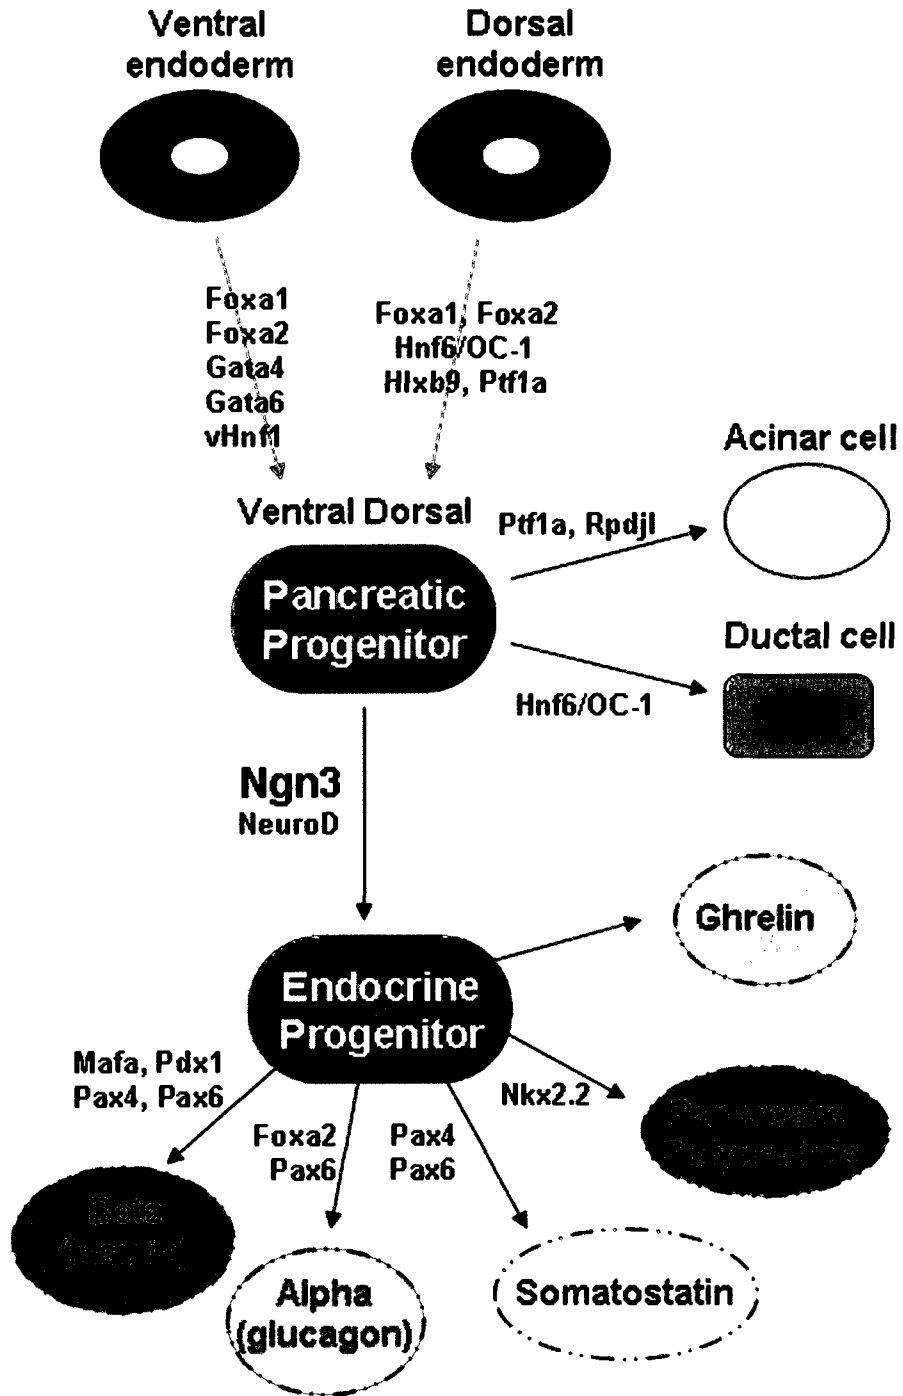 Ventral
endoderm
Dorsal
endoderm
Foxa1
Foxa2
Gata4
Gata6
vHnf1
Foxa1, Foxa2
Hnf6/OC-1
Hlxb9, Ptf1a
Ventral Dorsal
Pancreatic
Progenitor
Ptf1a, Rpdjl
Acinar cell
Ductal cell
Hnf6/OC-1
Ngn3
NeuroD
Endocrine
Progenitor
Ghrelin
Mafa, Pdx1
Pax4, Pax6
Foxa2
Pax6
Pax4
Pax6
Nkx2.2
Beta
Alpha
(glucagon)
Somatostatin